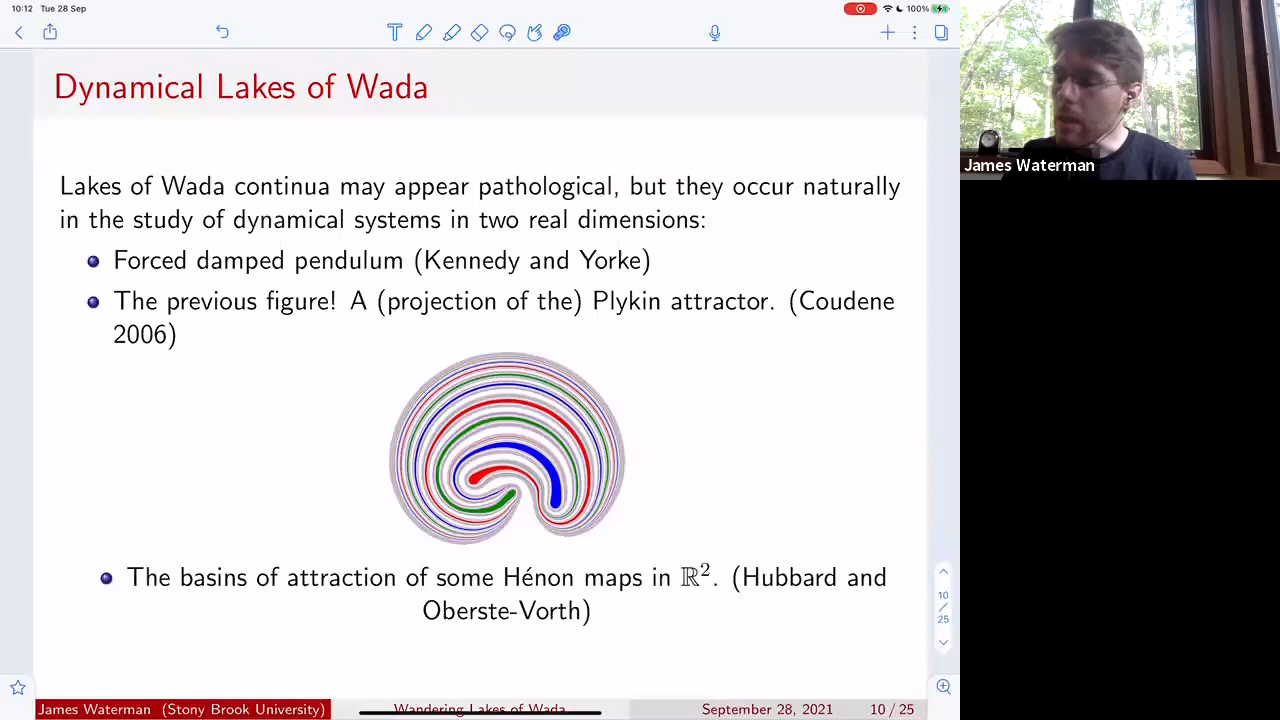 10:12 Tue 28 Sep
100%
Dynamical Lakes of Wada
James Waterman
Lakes of Wada continua may appear pathological, but they occur naturally
in the study of dynamical systems in two real dimensions:
Forced damped pendulum (Kennedy and Yorke)
The previous figure! A (projection of the) Plykin attractor. (Coudene
2006)
The basins of attraction of some Hénon maps in ℝ². (Hubbard and
Oberste-Vorth)
10
/
25
James Waterman (Stony Brook University)
Wandering Lakes of Wada
September 28, 2021
10 / 25